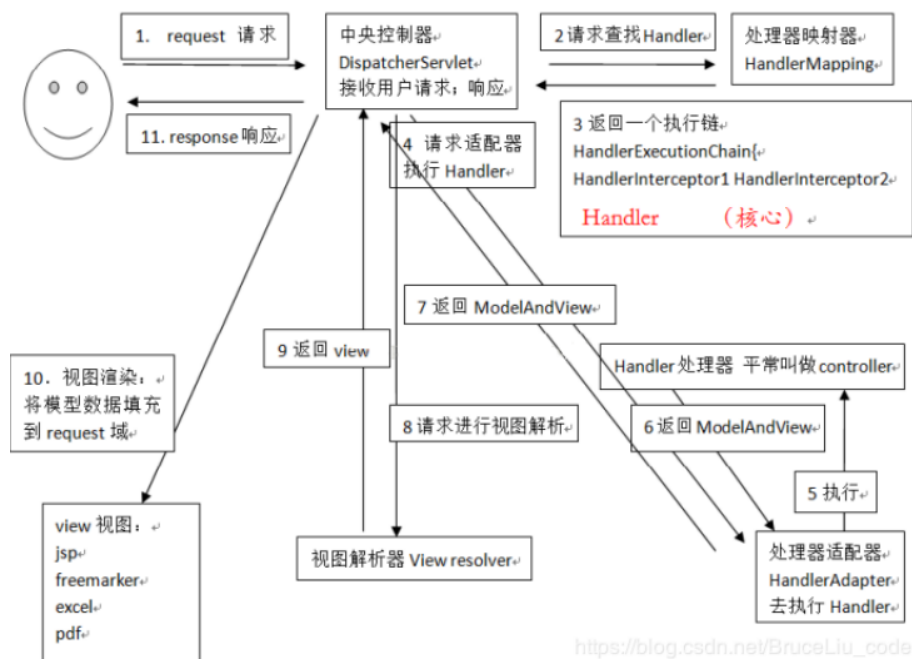 1. request 请求
中央控制器
DispatcherServlet
接收用户请求；响应
2 请求查找Handler
处理器映射器
HandlerMapping
11. response 响应
4 请求适配器
执行 Handler
3 返回一个执行链
HandlerExecutionChain{
HandlerInterceptor1 HandlerInterceptor2
Handler （核心）
7 返回 ModelAndView
9 返回 view
Handler 处理器 平常叫做 controller
10. 视图渲染：
将模型数据填充
到 request 域
8 请求进行视图解析
6 返回 ModelAndView
5 执行
view 视图：
jsp
freemarker
excel
pdf
视图解析器 View resolver
处理器适配器
HandlerAdapter
去执行 Handler
https://blog.csdn.net/BruceLiu_code